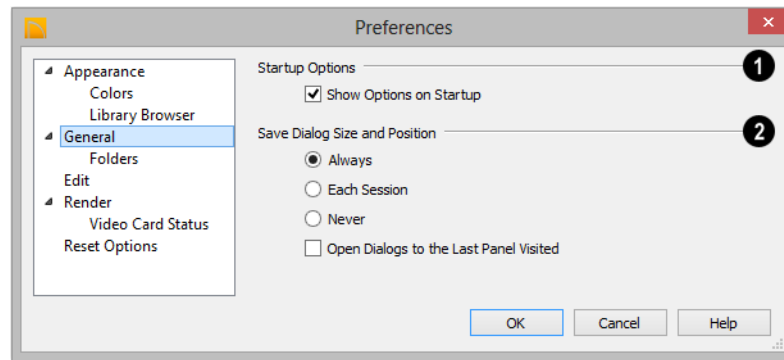 Preferences
Appearance
Colors
Library Browser
General
Folders
Edit
Render
Video Card Status
Reset Options
Startup Options
1
Show Options on Startup
Save Dialog Size and Position
2
Always
Each Session
Never
Open Dialogs to the Last Panel Visited
OK
Cancel
Help